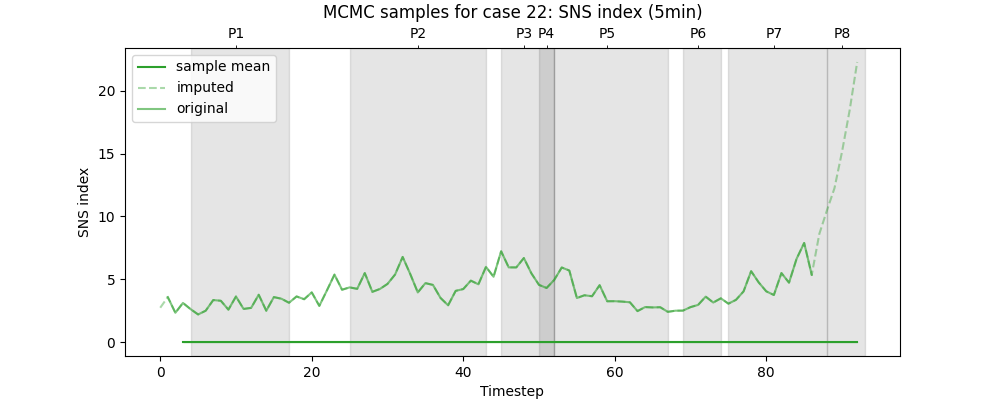 MCMC samples for case 22: SNS index (5min)
P1 P2 P3 P4 P5 P6 P7 P8
sample mean
imputed
original
SNS index
20
15
10
5
0
0 20 40 60 80
Timestep